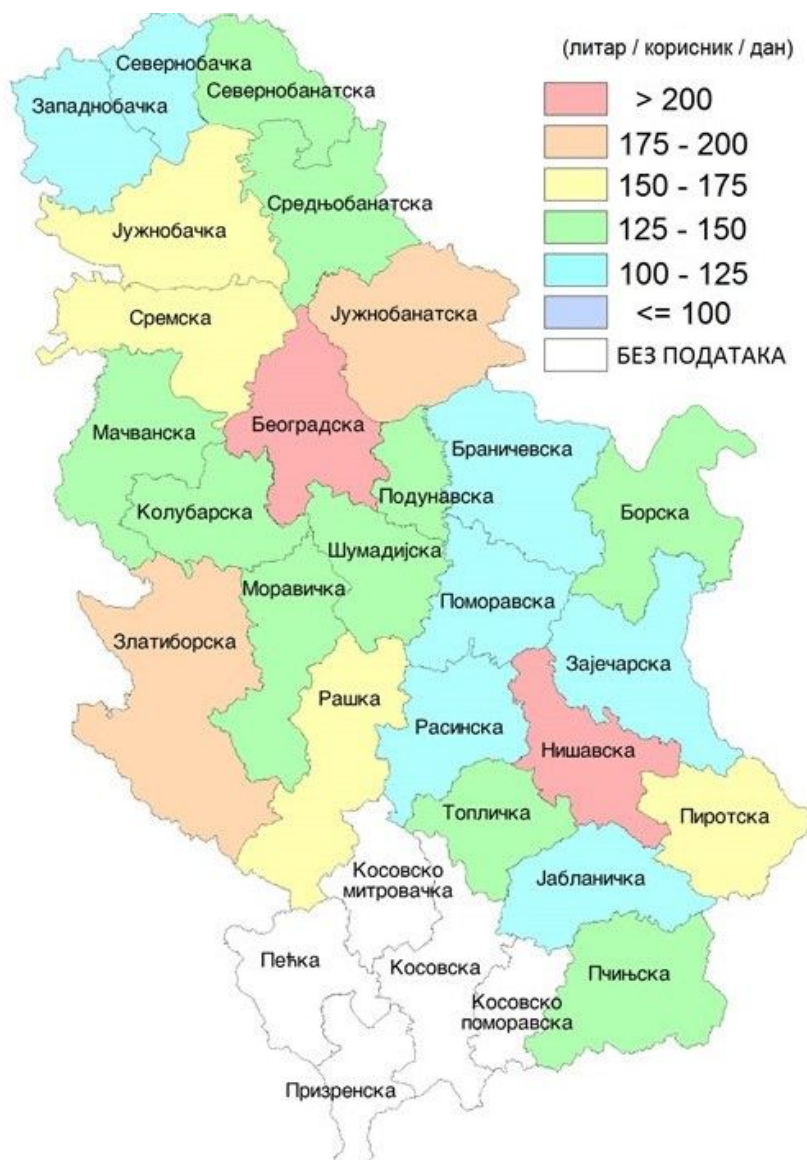 (литар / корисник / дан)
> 200
175 - 200
150 - 175
125 - 150
100 - 125
<= 100
БЕЗ ПОДАТАКА
Севернобачка
Западнобачка
Севернобанатска
Средњобанатска
Јужнобачка
Сремска
Јужнобанатска
Београдска
Мачванска
Колубарска
Подунавска
Браничевска
Борска
Шумадијска
Моравичка
Поморавска
Златиборска
Зајечарска
Рашка
Расинска
Нишавска
Топличка
Пиротска
Косовско
митровачка
Јабланичка
Пећка
Косовска
Косовско
поморавска
Пчињска
Призренска